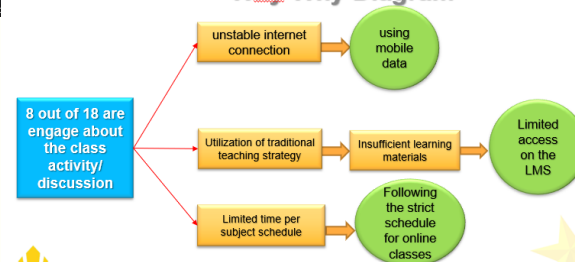 Why Diagram
unstable internet
connection
using
mobile
data
8 out of 18 are
engage about the
class
activity/
discussion
Utilization of traditional
teaching strategy
Insufficient learning
materials
Limited
access
on the
LMS
Limited time per
subject schedule
Following
the strict
schedule
for online
classes